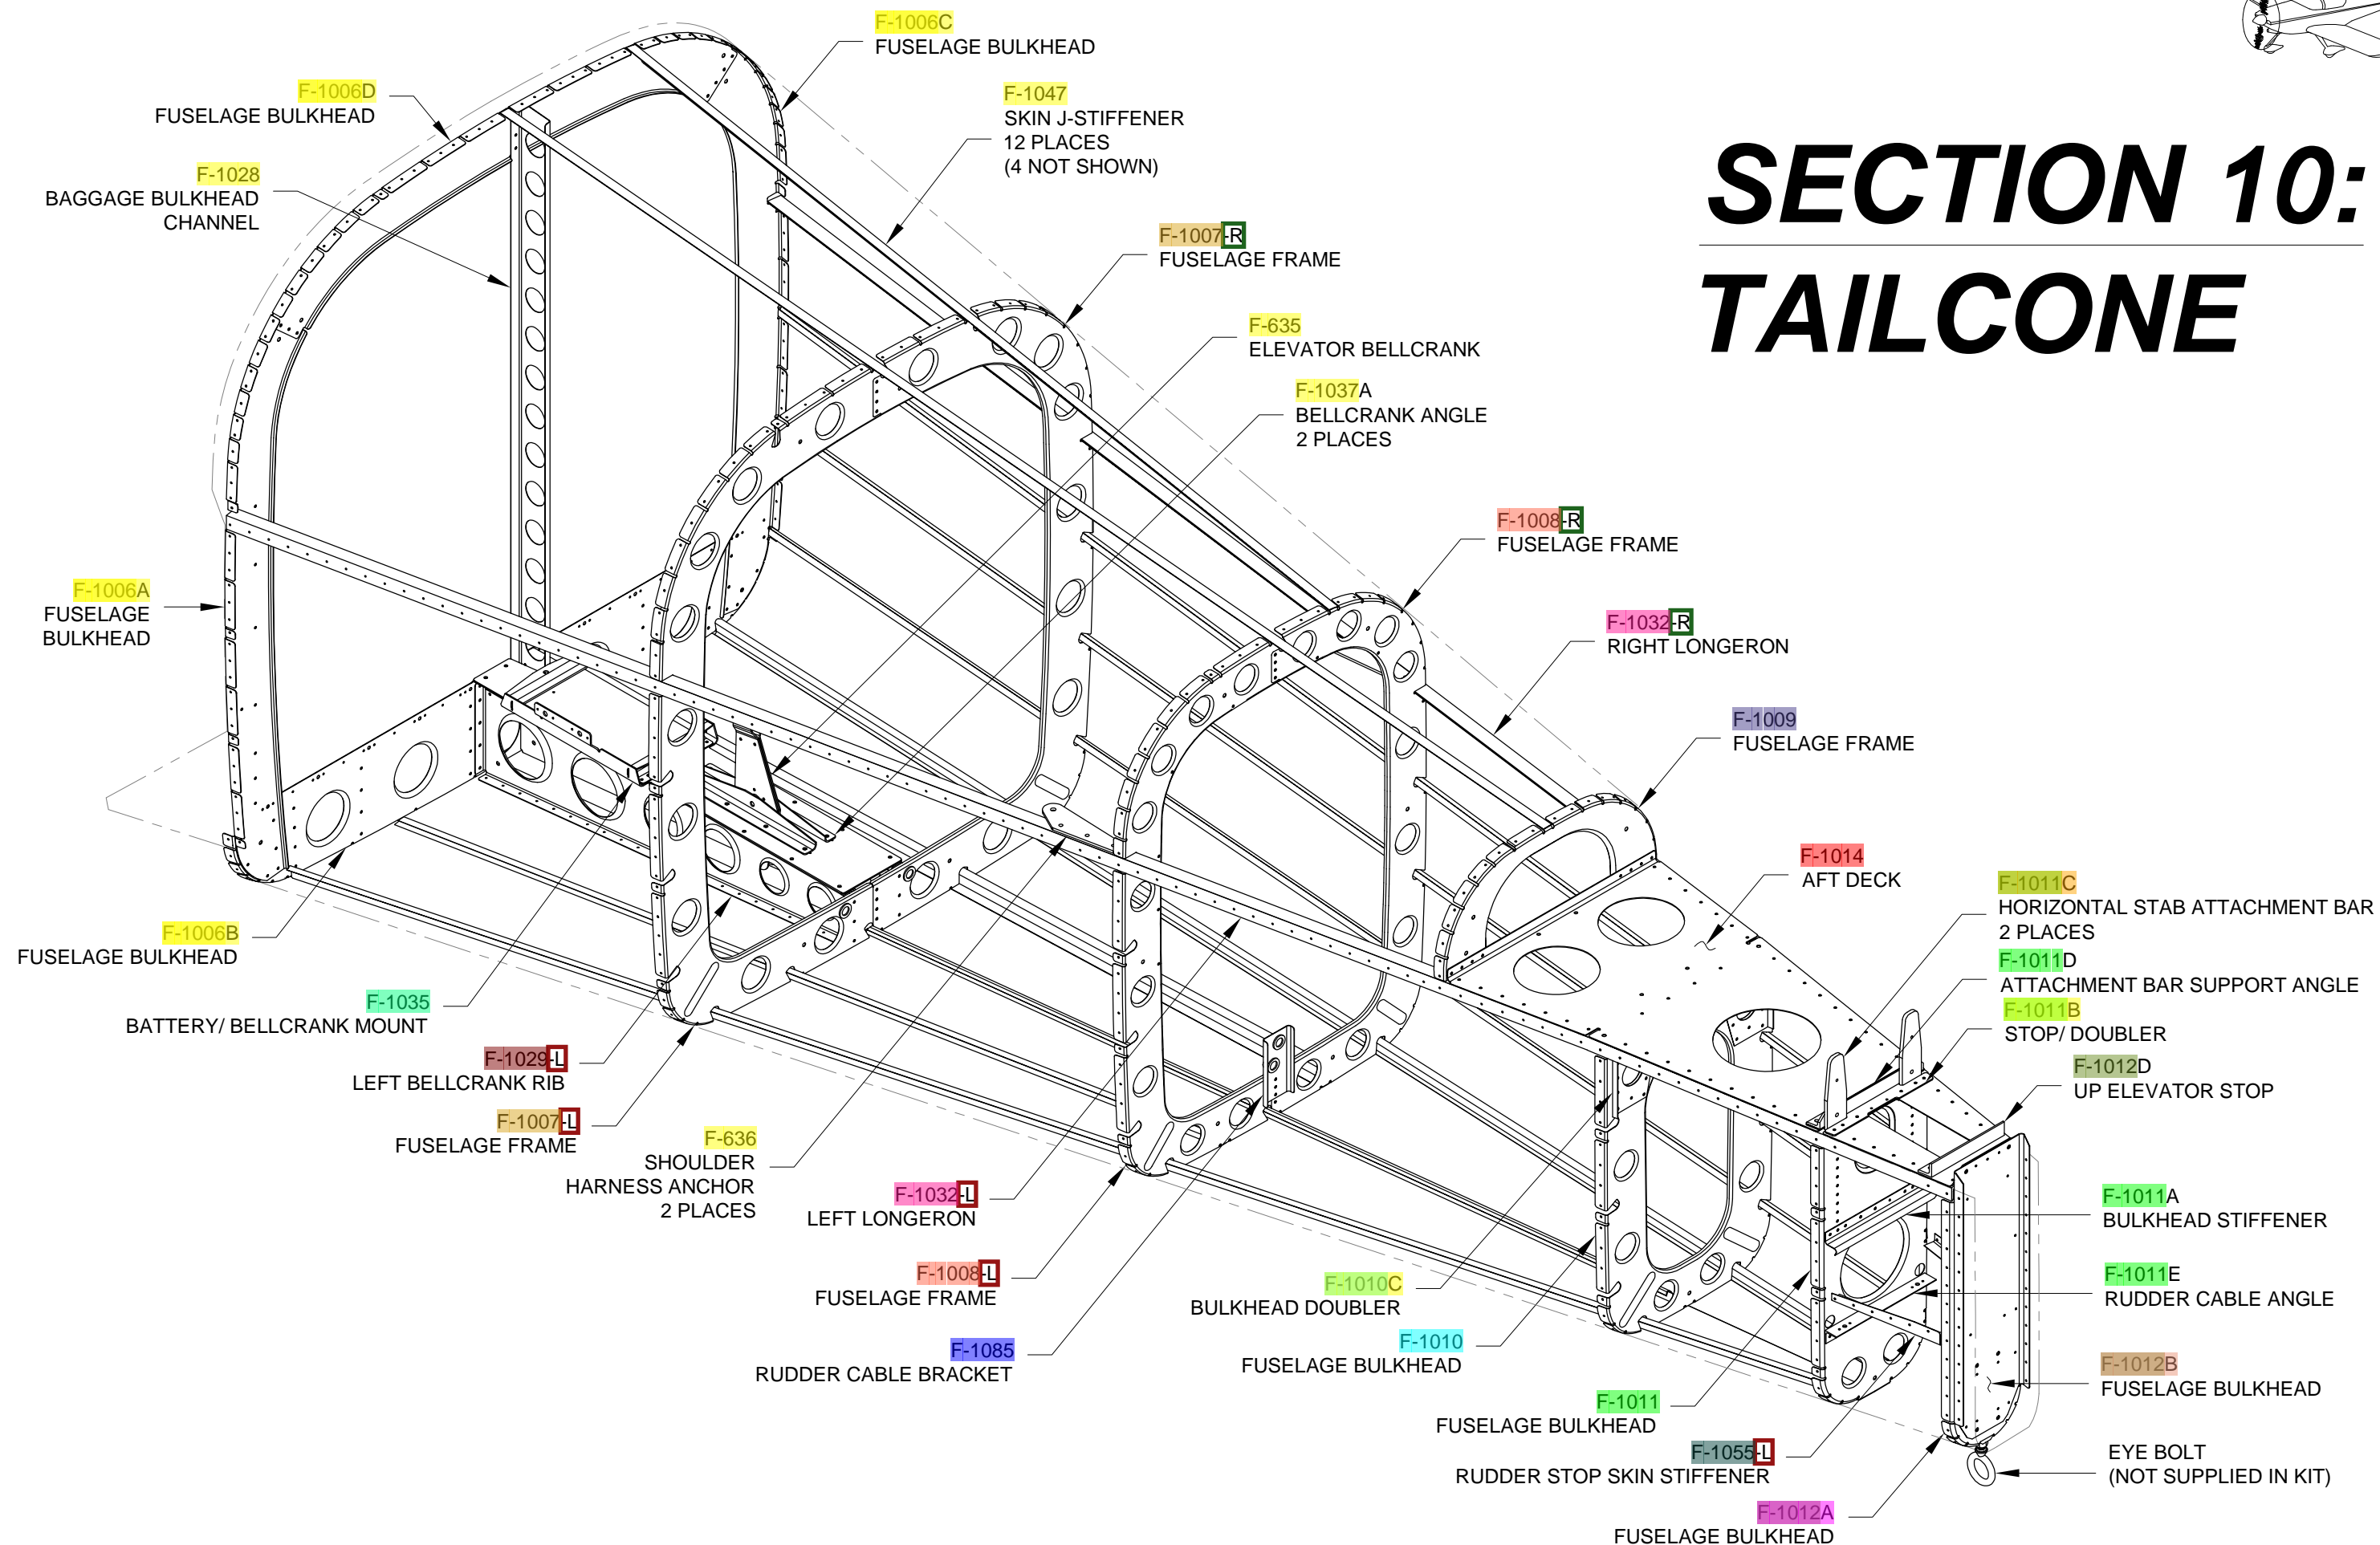 SECTION 10:
TAILCONE
F-1006C
FUSELAGE BULKHEAD
F-1006D
FUSELAGE BULKHEAD
F-1047
SKIN J-STIFFENER
12 PLACES
(4 NOT SHOWN)
F-1028
BAGGAGE BULKHEAD
CHANNEL
F-1007-R
FUSELAGE FRAME
F-635
ELEVATOR BELLCRANK
F-1037A
BELLCRANK ANGLE
2 PLACES
F-1008-R
FUSELAGE FRAME
F-1006A
FUSELAGE
BULKHEAD
F-1032-R
RIGHT LONGERON
F-1009
FUSELAGE FRAME
F-1014
AFT DECK
F-1011C
HORIZONTAL STAB ATTACHMENT BAR
2 PLACES
F-1011D
ATTACHMENT BAR SUPPORT ANGLE
F-1011B
STOP/ DOUBLER
F-1012D
UP ELEVATOR STOP
F-1006B
FUSELAGE BULKHEAD
F-1035
BATTERY/ BELLCRANK MOUNT
F-1029-L
LEFT BELLCRANK RIB
F-1007-L
FUSELAGE FRAME
F-636
SHOULDER
HARNESS ANCHOR
2 PLACES
F-1032-L
LEFT LONGERON
F-1008-L
FUSELAGE FRAME
F-1085
RUDDER CABLE BRACKET
F-1010C
BULKHEAD DOUBLER
F-1010
FUSELAGE BULKHEAD
F-1011A
BULKHEAD STIFFENER
F-1011E
RUDDER CABLE ANGLE
F-1012B
FUSELAGE BULKHEAD
F-1011
FUSELAGE BULKHEAD
F-1055-L
RUDDER STOP SKIN STIFFENER
EYE BOLT
(NOT SUPPLIED IN KIT)
F-1012A
FUSELAGE BULKHEAD